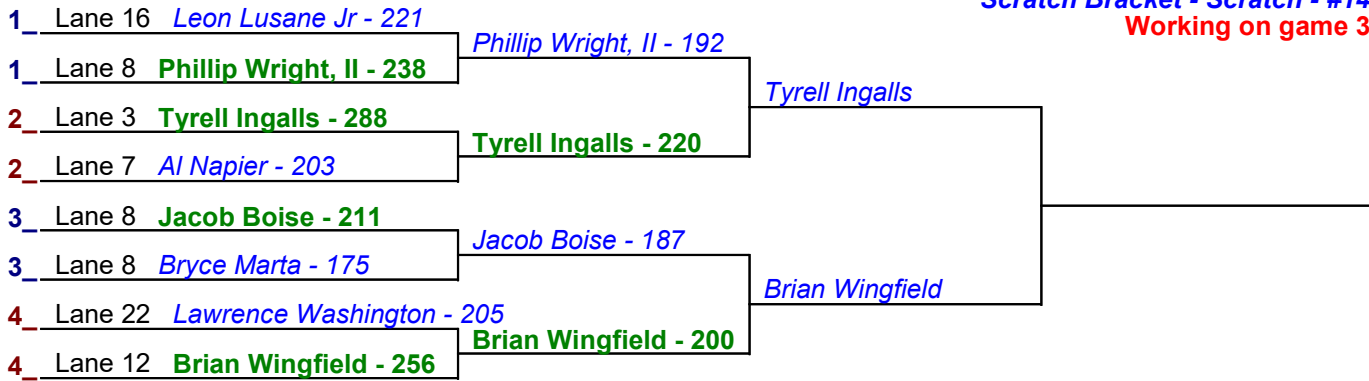 Scratch Bracket - Scratch - #14
Working on game 3
1_ Lane 16 Leon Lusane Jr - 221
Phillip Wright, II - 192
1_ Lane 8 Phillip Wright, II - 238
Tyrell Ingalls
2_ Lane 3 Tyrell Ingalls - 288
Tyrell Ingalls - 220
2_ Lane 7 Al Napier - 203
3_ Lane 8 Jacob Boise - 211
Jacob Boise - 187
3_ Lane 8 Bryce Marta - 175
Brian Wingfield
4_ Lane 22 Lawrence Washington - 205
Brian Wingfield - 200
4_ Lane 12 Brian Wingfield - 256